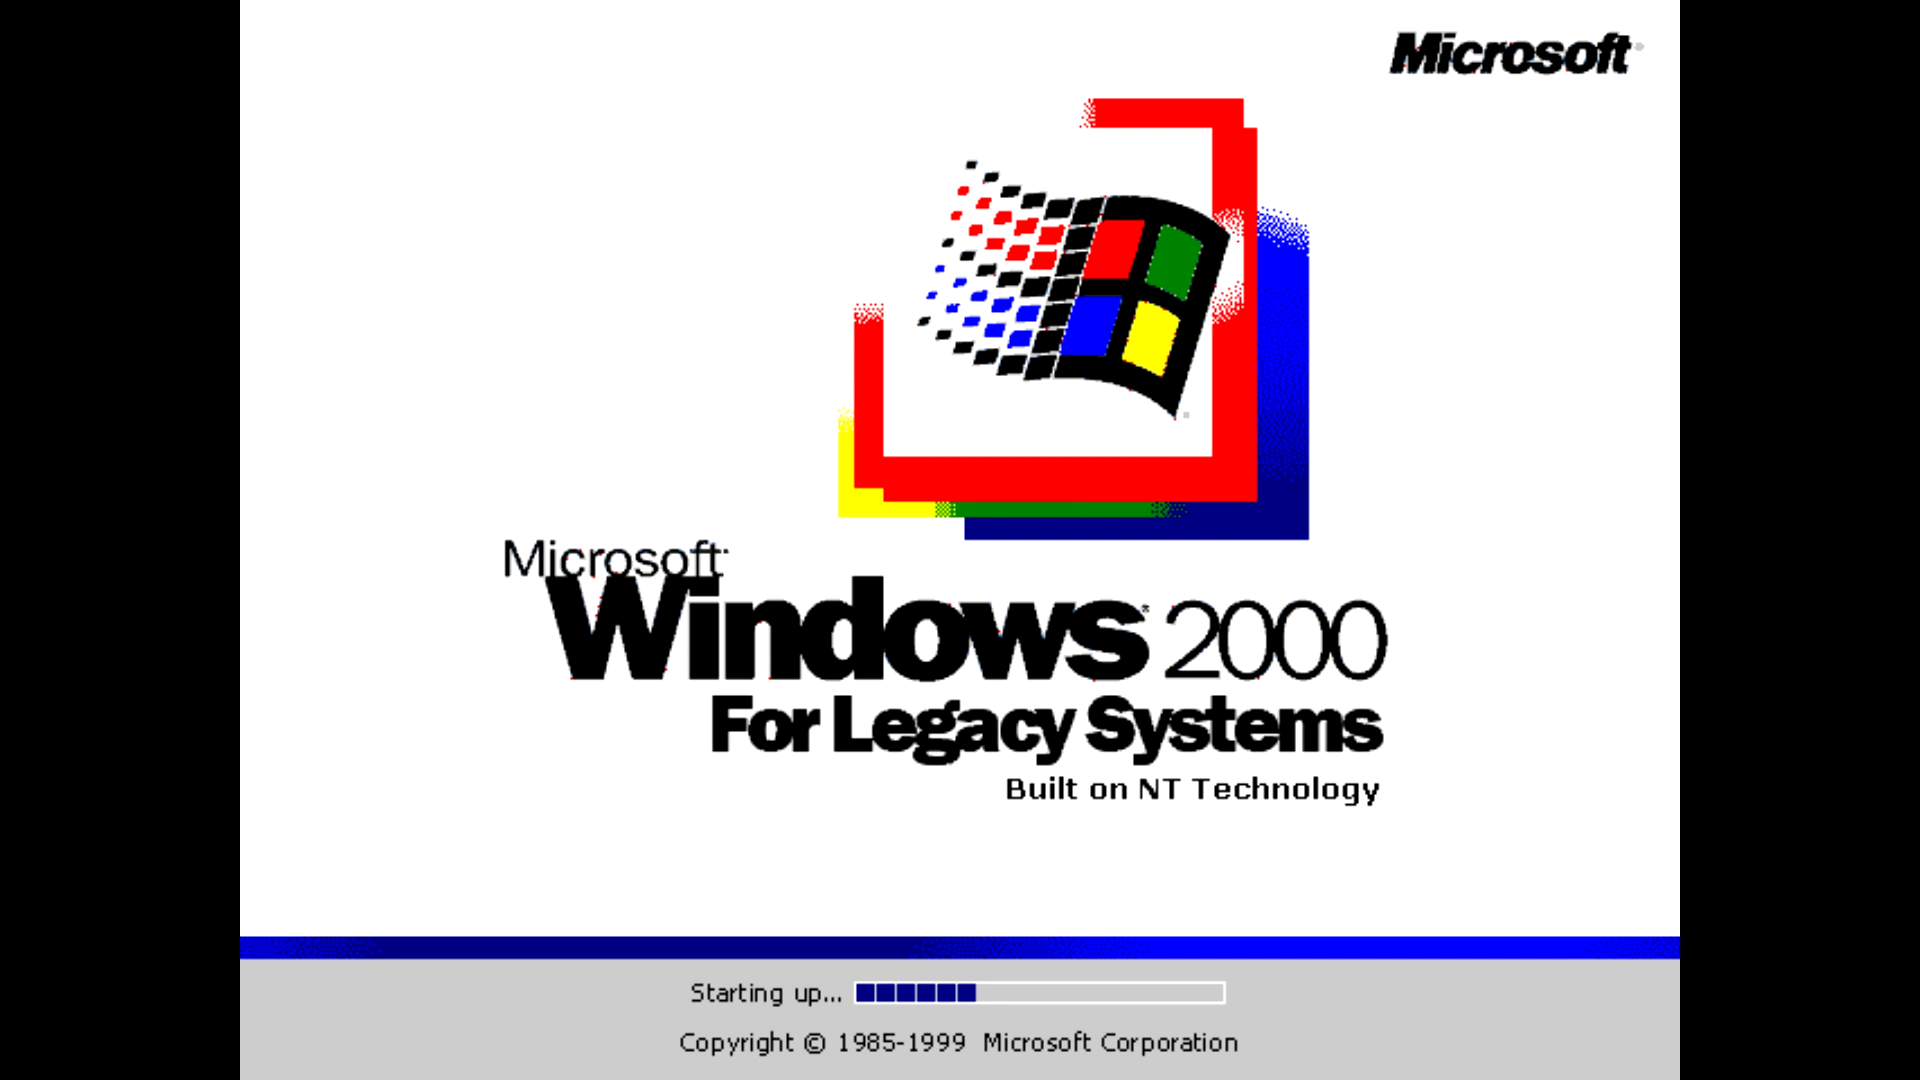 Microsoft
Microsoft
Windows 2000
For Legacy Systems
Built on NT Technology
Starting up...
Copyright © 1985-1999 Microsoft Corporation